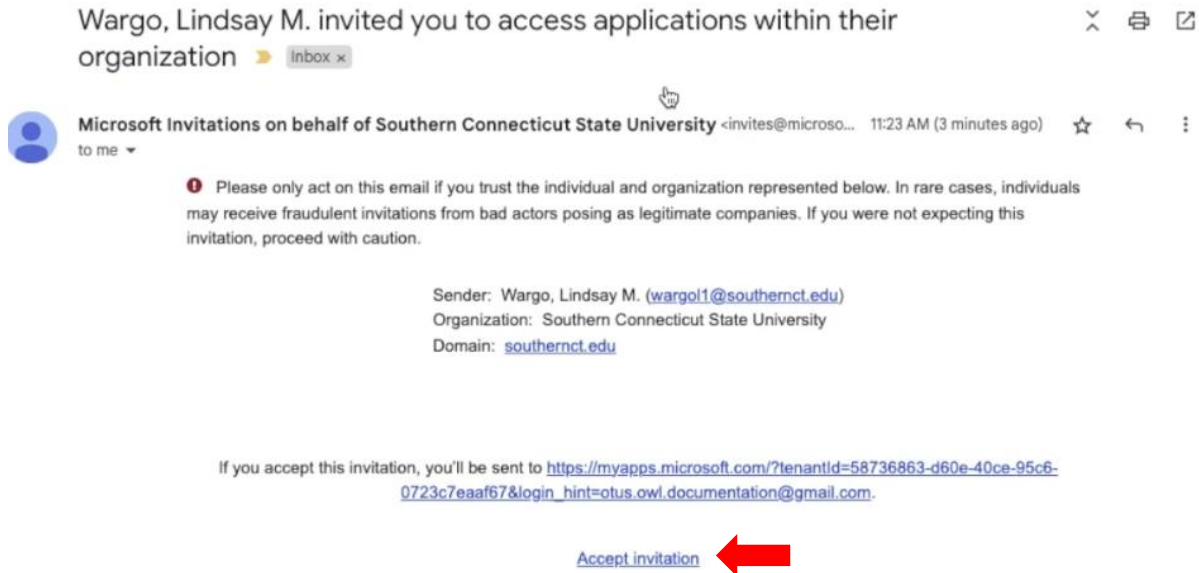 Wargo, Lindsay M. invited you to access applications within their
organization Inbox ×
Microsoft Invitations on behalf of Southern Connecticut State University <invites@microso... 11:23 AM (3 minutes ago)
to me
Please only act on this email if you trust the individual and organization represented below. In rare cases, individuals
may receive fraudulent invitations from bad actors posing as legitimate companies. If you were not expecting this
invitation, proceed with caution.
Sender: Wargo, Lindsay M. (wargol1@southernct.edu)
Organization: Southern Connecticut State University
Domain: southernct.edu
If you accept this invitation, you'll be sent to https://myapps.microsoft.com/?tenantId=58736863-d60e-40ce-95c6-
0723c7eaaf67&login_hint=otus.owl.documentation@gmail.com.
Accept invitation